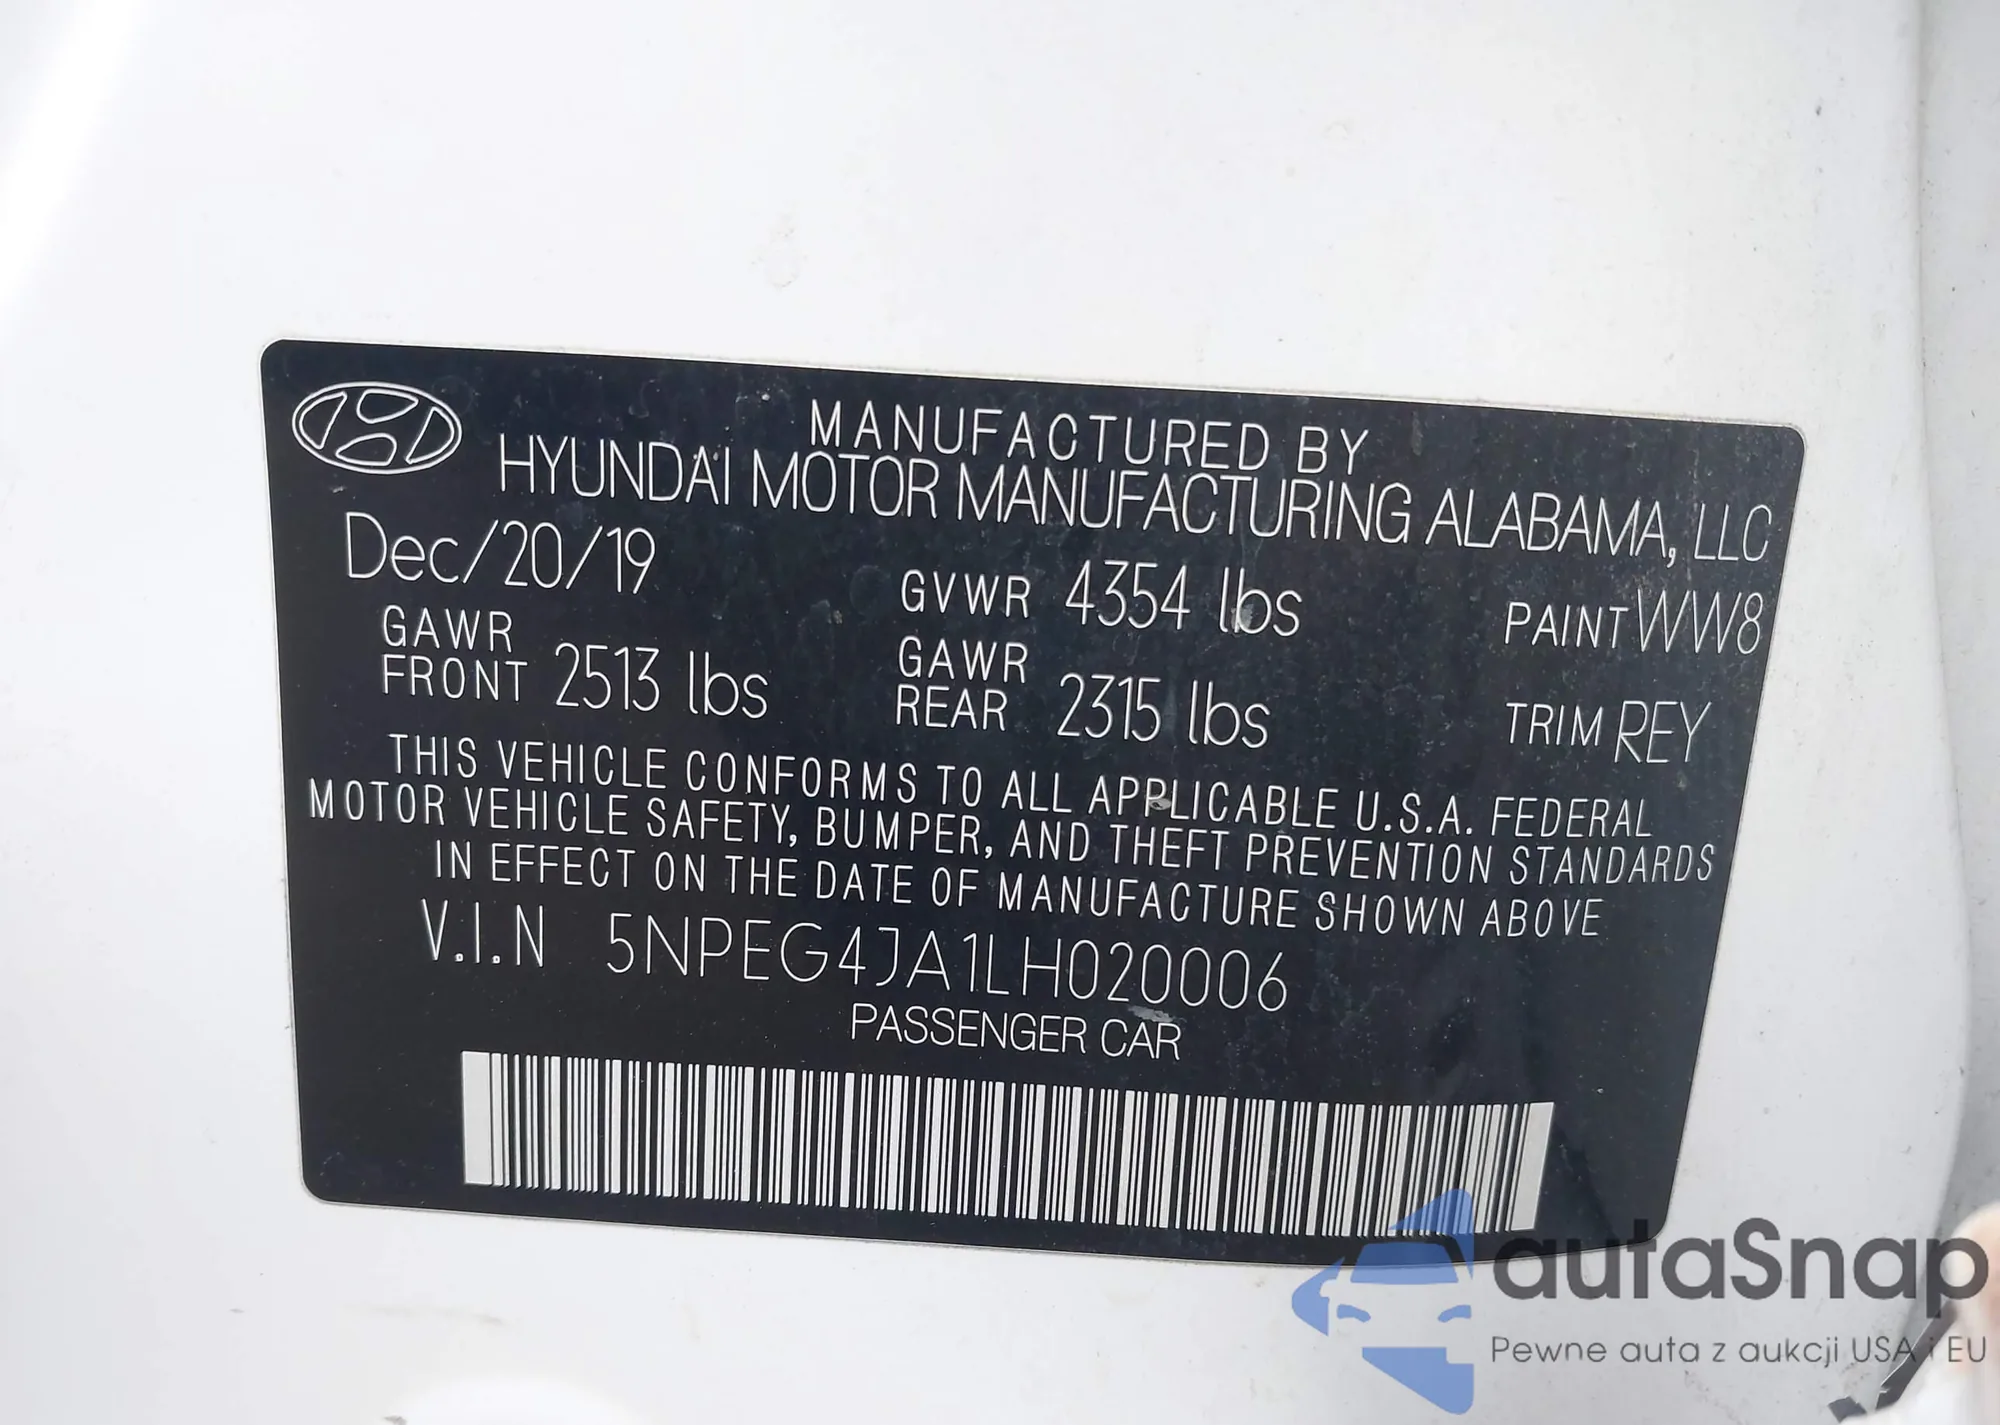 MANUFACTURED BY
HYUNDAI MOTOR MANUFACTURING ALABAMA, LLC
Dec/20/19
GVWR 4354 lbs
PAINT WW8
GAWR FRONT 2513 lbs
GAWR REAR 2315 lbs
TRIM REY
THIS VEHICLE CONFORMS TO ALL APPLICABLE U.S.A. FEDERAL
MOTOR VEHICLE SAFETY, BUMPER, AND THEFT PREVENTION STANDARDS
IN EFFECT ON THE DATE OF MANUFACTURE SHOWN ABOVE
V.I.N 5NPEG4JA1LH020006
PASSENGER CAR
autaSnap
Pewne auta z aukcji USA i EU